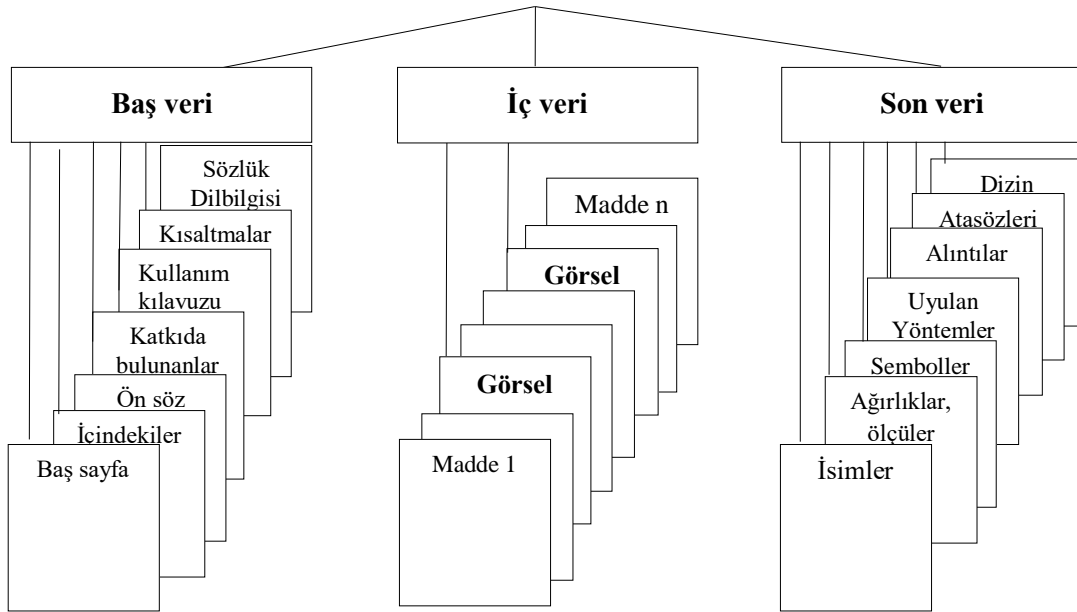 Baş veri
Sözlük
Dilbilgisi
Kısaltmalar
Kullanım
kılavuzu
Katkıda
bulunanlar
Ön söz
İçindekiler
Baş sayfa
İç veri
Madde n
Görsel
Görsel
Madde 1
Son veri
Dizin
Atasözleri
Alıntılar
Uyulan
Yöntemler
Semboller
Ağırlıklar,
ölçüler
İsimler